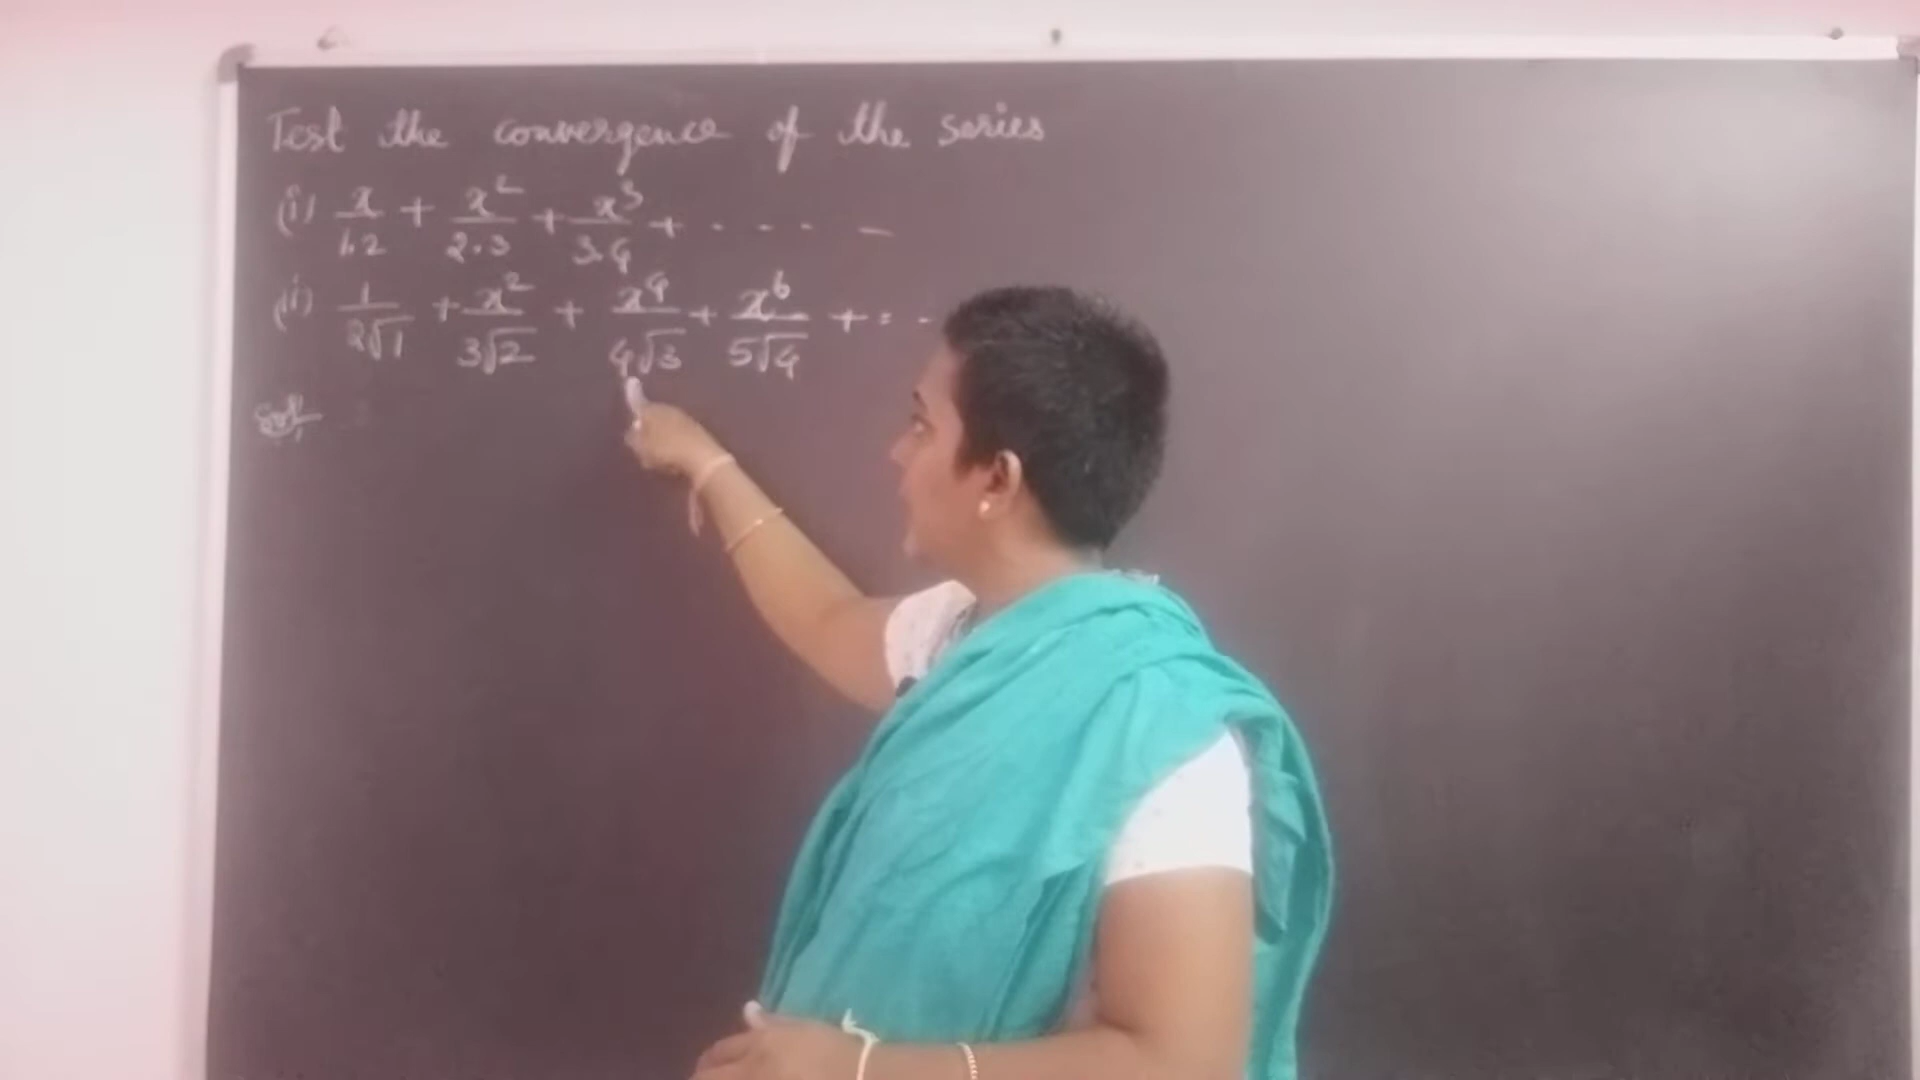 Test the convergence of the series
(i) x/1.2 + x²/2.3 + x³/3.4 + . . . . –
(ii) 1/2√1 + x²/3√2 + x⁴/4√3 + x⁶/5√4 + - -
Sol: